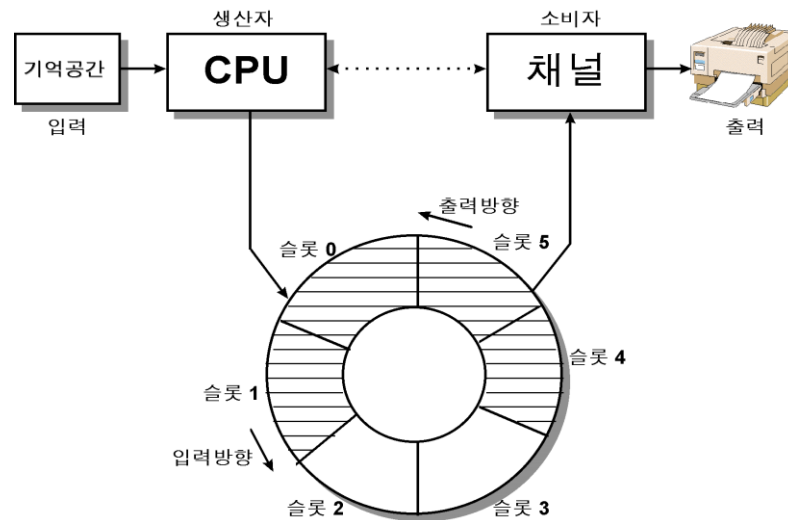 생산자
소비자
기억공간
CPU
채널
입력
출력
출력방향
슬롯 0
슬롯 5
슬롯 4
슬롯 1
입력방향
슬롯 2
슬롯 3